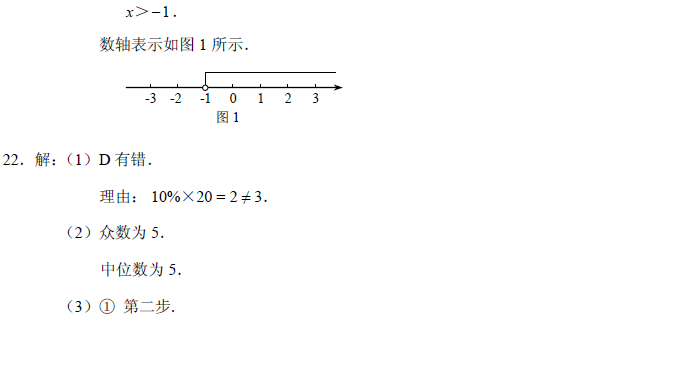 x＞−1．
数轴表示如图 1 所示．
-3 -2 -1 0 1 2 3
图 1
22．解：（1）D 有错．
理由： 10%×20 = 2 ≠ 3．
（2）众数为 5．
中位数为 5．
（3）① 第二步．